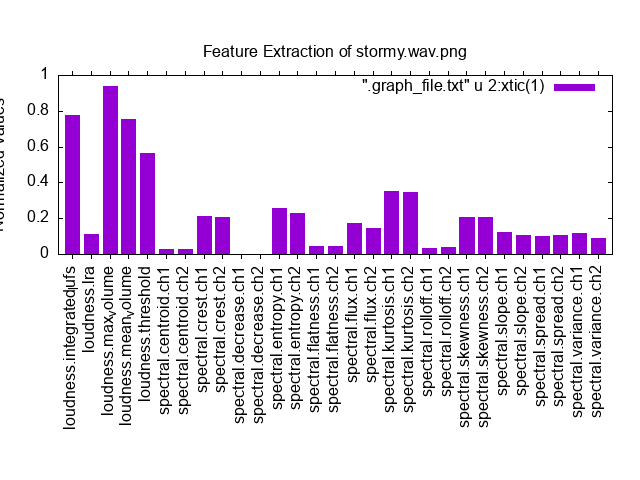 Feature Extraction of stormy.wav.png
Normalized Values
".graph_file.txt" u 2:xtic(1)
1
0.8
0.6
0.4
0.2
0
loudness.integratedlufs
loudness.lra
loudness.maxvolume
loudness.meanvolume
loudness.threshold
spectral.centroid.ch1
spectral.centroid.ch2
spectral.crest.ch1
spectral.crest.ch2
spectral.decrease.ch1
spectral.decrease.ch2
spectral.entropy.ch1
spectral.entropy.ch2
spectral.flatness.ch1
spectral.flatness.ch2
spectral.flux.ch1
spectral.flux.ch2
spectral.kurtosis.ch1
spectral.kurtosis.ch2
spectral.rolloff.ch1
spectral.rolloff.ch2
spectral.skewness.ch1
spectral.skewness.ch2
spectral.slope.ch1
spectral.slope.ch2
spectral.spread.ch1
spectral.spread.ch2
spectral.variance.ch1
spectral.variance.ch2